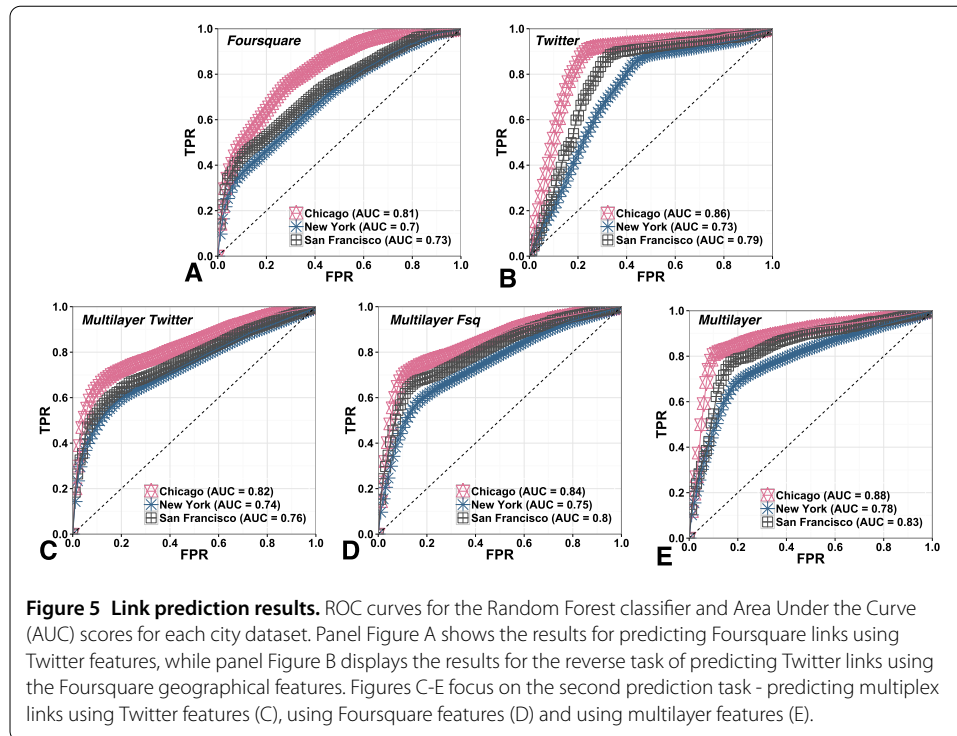 Foursquare
TPR
1.0
0.8
0.6
0.4
0.2
0.0
Chicago (AUC = 0.81)
New York (AUC = 0.7)
San Francisco (AUC = 0.73)
0.0 0.2 0.4 0.6 0.8 1.0
FPR
A
Twitter
TPR
1.0
0.8
0.6
0.4
0.2
0.0
Chicago (AUC = 0.86)
New York (AUC = 0.73)
San Francisco (AUC = 0.79)
0.0 0.2 0.4 0.6 0.8 1.0
FPR
B
Multilayer Twitter
TPR
1.0
0.8
0.6
0.4
0.2
0.0
Chicago (AUC = 0.82)
New York (AUC = 0.74)
San Francisco (AUC = 0.76)
0.0 0.2 0.4 0.6 0.8 1.0
FPR
C
Multilayer Fsq
TPR
1.0
0.8
0.6
0.4
0.2
0.0
Chicago (AUC = 0.84)
New York (AUC = 0.75)
San Francisco (AUC = 0.8)
0.0 0.2 0.4 0.6 0.8 1.0
FPR
D
Multilayer
TPR
1.0
0.8
0.6
0.4
0.2
0.0
Chicago (AUC = 0.88)
New York (AUC = 0.78)
San Francisco (AUC = 0.83)
0.0 0.2 0.4 0.6 0.8 1.0
FPR
E
Figure 5 Link prediction results. ROC curves for the Random Forest classifier and Area Under the Curve
(AUC) scores for each city dataset. Panel Figure A shows the results for predicting Foursquare links using
Twitter features, while panel Figure B displays the results for the reverse task of predicting Twitter links using
the Foursquare geographical features. Figures C-E focus on the second prediction task - predicting multiplex
links using Twitter features (C), using Foursquare features (D) and using multilayer features (E).